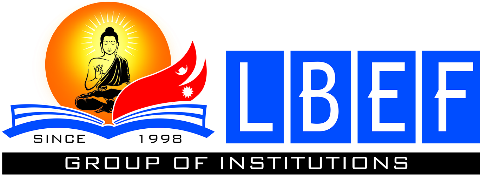 LBEF
SINCE 1998
GROUP OF INSTITUTIONS